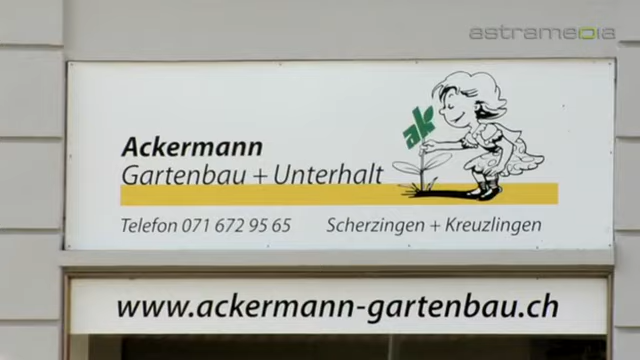 astramedia
ak
Ackermann
Gartenbau + Unterhalt
Telefon 071 672 95 65 Scherzingen + Kreuzlingen
www.ackermann-gartenbau.ch